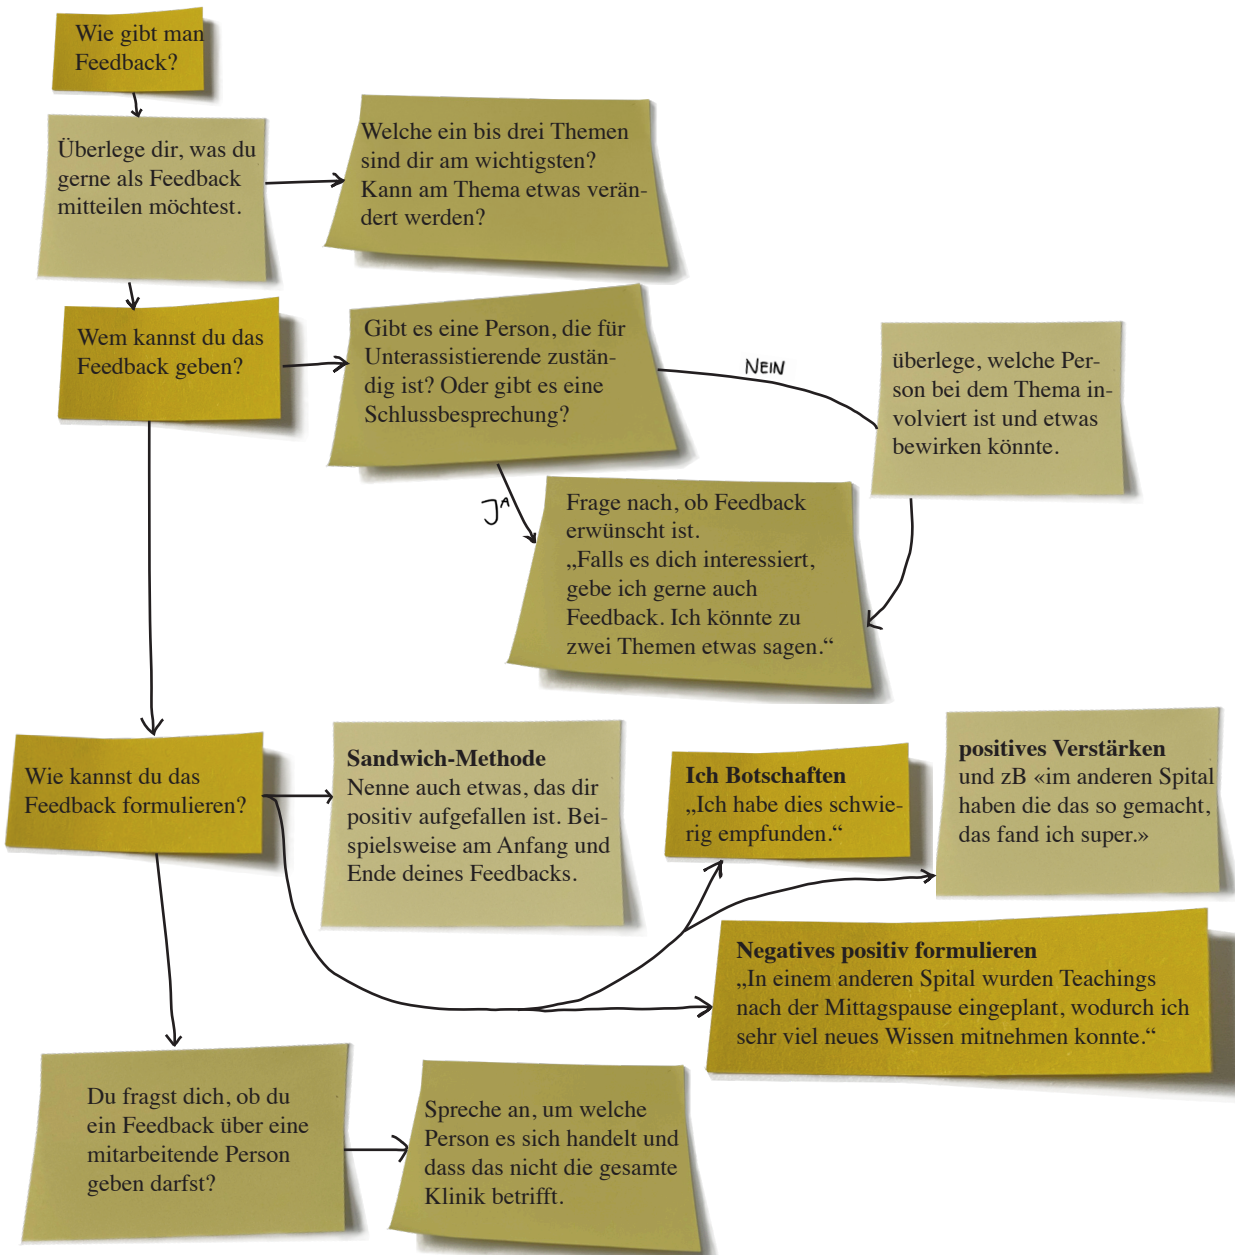 Wie gibt man
Feedback?
Überlege dir, was du
gerne als Feedback
mitteilen möchtest.
Welche ein bis drei Themen
sind dir am wichtigsten?
Kann am Thema etwas verän-
dert werden?
Wem kannst du das
Feedback geben?
Gibt es eine Person, die für
Unterassistierende zustän-
dig ist? Oder gibt es eine
Schlussbesprechung?
NEIN
überlege, welche Per-
son bei dem Thema in-
volviert ist und etwas
bewirken könnte.
JA
Frage nach, ob Feedback
erwünscht ist.
„Falls es dich interessiert,
gebe ich gerne auch
Feedback. Ich könnte zu
zwei Themen etwas sagen.“
Wie kannst du das
Feedback formulieren?
Sandwich-Methode
Nenne auch etwas, das dir
positiv aufgefallen ist. Bei-
spielsweise am Anfang und
Ende deines Feedbacks.
Ich Botschaften
„Ich habe dies schwie-
rig empfunden.“
positives Verstärken
und zB «im anderen Spital
haben die das so gemacht,
das fand ich super.»
Negatives positiv formulieren
„In einem anderen Spital wurden Teachings
nach der Mittagspause eingeplant, wodurch ich
sehr viel neues Wissen mitnehmen konnte.“
Du fragst dich, ob du
ein Feedback über eine
mitarbeitende Person
geben darfst?
Spreche an, um welche
Person es sich handelt und
dass das nicht die gesamte
Klinik betrifft.